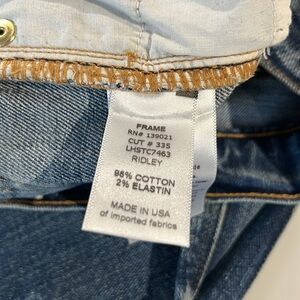 FRAME
RN# 139021
CUT # 335
LHSTC7463
RIDLEY
98% COTTON
2% ELASTIN
MADE IN USA
of imported fabrics